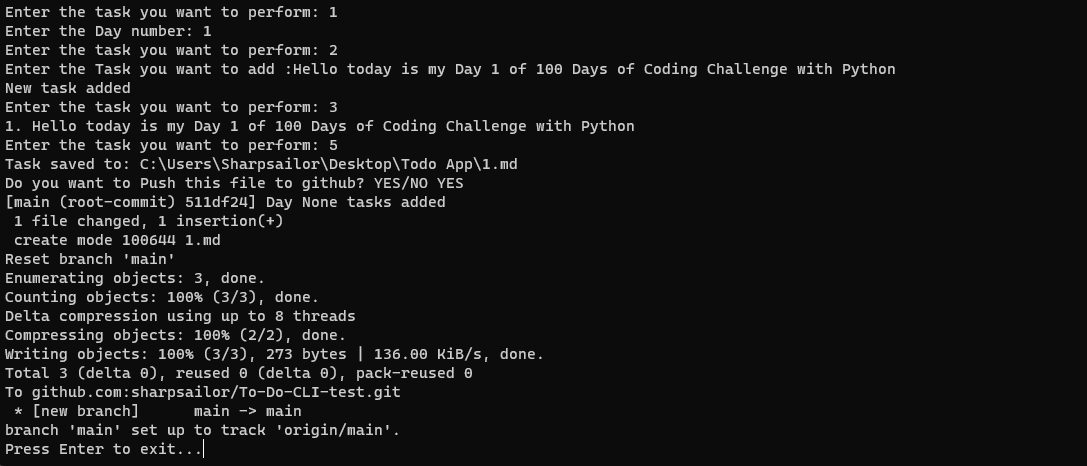 Enter the task you want to perform: 1
Enter the Day number: 1
Enter the task you want to perform: 2
Enter the Task you want to add :Hello today is my Day 1 of 100 Days of Coding Challenge with Python
New task added
Enter the task you want to perform: 3
1. Hello today is my Day 1 of 100 Days of Coding Challenge with Python
Enter the task you want to perform: 5
Task saved to: C:\Users\Sharpsailor\Desktop\Todo App\1.md
Do you want to Push this file to github? YES/NO YES
[main (root-commit) 511df24] Day None tasks added
 1 file changed, 1 insertion(+)
 create mode 100644 1.md
Reset branch 'main'
Enumerating objects: 3, done.
Counting objects: 100% (3/3), done.
Delta compression using up to 8 threads
Compressing objects: 100% (2/2), done.
Writing objects: 100% (3/3), 273 bytes | 136.00 KiB/s, done.
Total 3 (delta 0), reused 0 (delta 0), pack-reused 0
To github.com:sharpsailor/To-Do-CLI-test.git
 * [new branch]      main -> main
branch 'main' set up to track 'origin/main'.
Press Enter to exit...